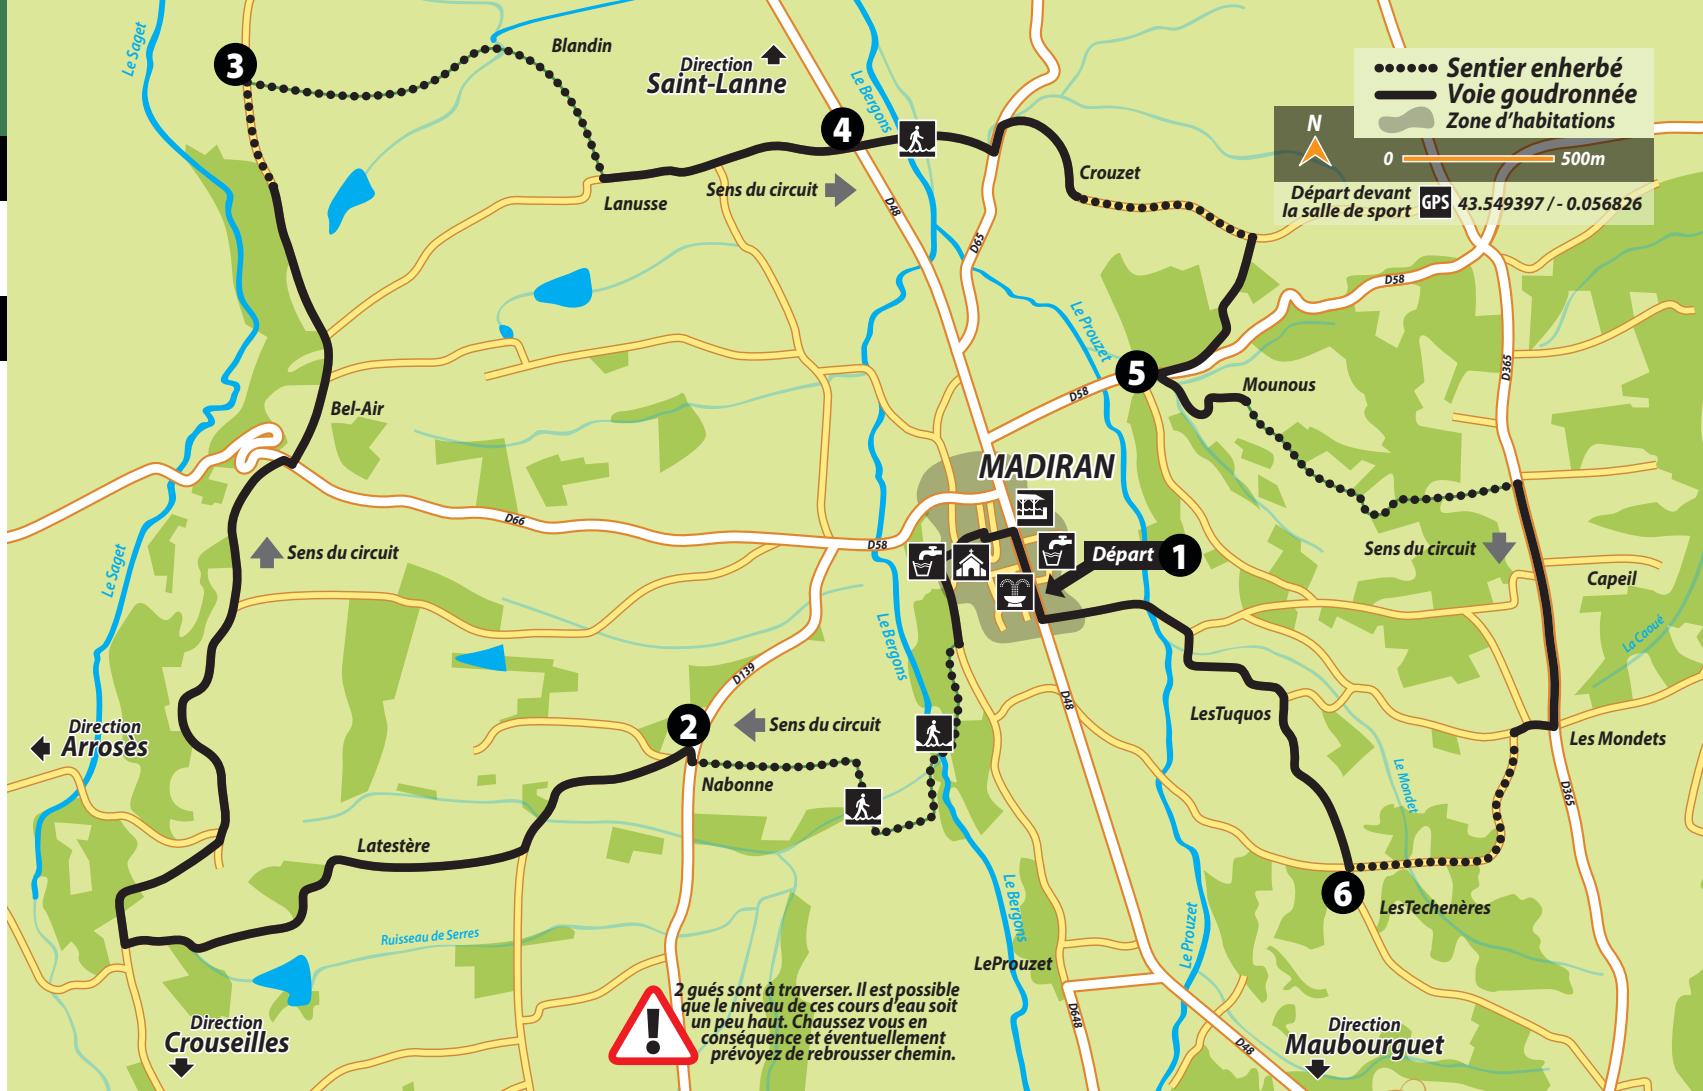 Le Saget
3
Blandin
Direction
Saint-Lanne
Le Bergons
4
Sentier enherbé
Voie goudronnée
Zone d'habitations
N
0
500m
Départ devant
la salle de sport
GPS
43.549397 / - 0.056826
Crouzet
Sens du circuit
Lanusse
D48
D65
D58
Le Prouzet
5
D58
Mounous
D365
Bel-Air
MADIRAN
D66
D58
Sens du circuit
Départ
1
Sens du circuit
Capeil
Le Saget
La Caoué
Le Bergons
D139
D48
LesTuquos
2
Sens du circuit
Direction
Arrosès
Les Mondets
Nabonne
Le Mondet
D365
Latestère
6
LesTechenères
Ruisseau de Serres
Le Bergons
Le Prouzet
LeProuzet
2 gués sont à traverser. Il est possible
que le niveau de ces cours d'eau soit
un peu haut. Chaussez vous en
conséquence et éventuellement
prévoyez de rebrousser chemin.
!
D648
D48
Direction
Crouseilles
Direction
Maubourguet